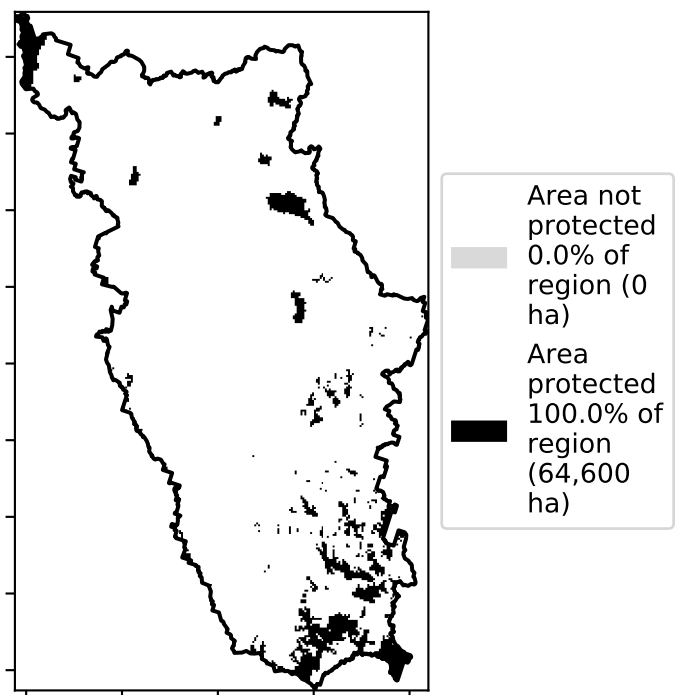 Area not
protected
0.0% of
region (0
ha)
Area
protected
100.0% of
region
(64,600
ha)